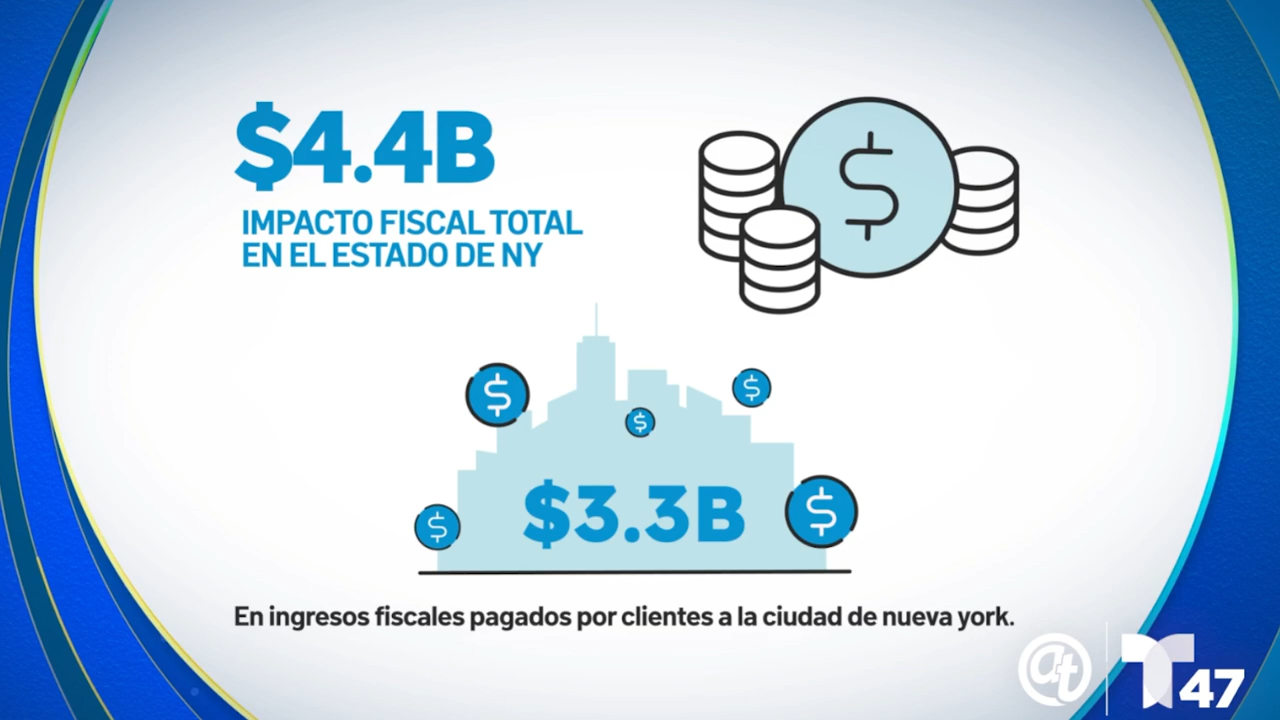 $4.4B
IMPACTO FISCAL TOTAL
EN EL ESTADO DE NY
$
$
$
$
$3.3B
$
$
En ingresos fiscales pagados por clientes a la ciudad de nueva york.
at
T 47